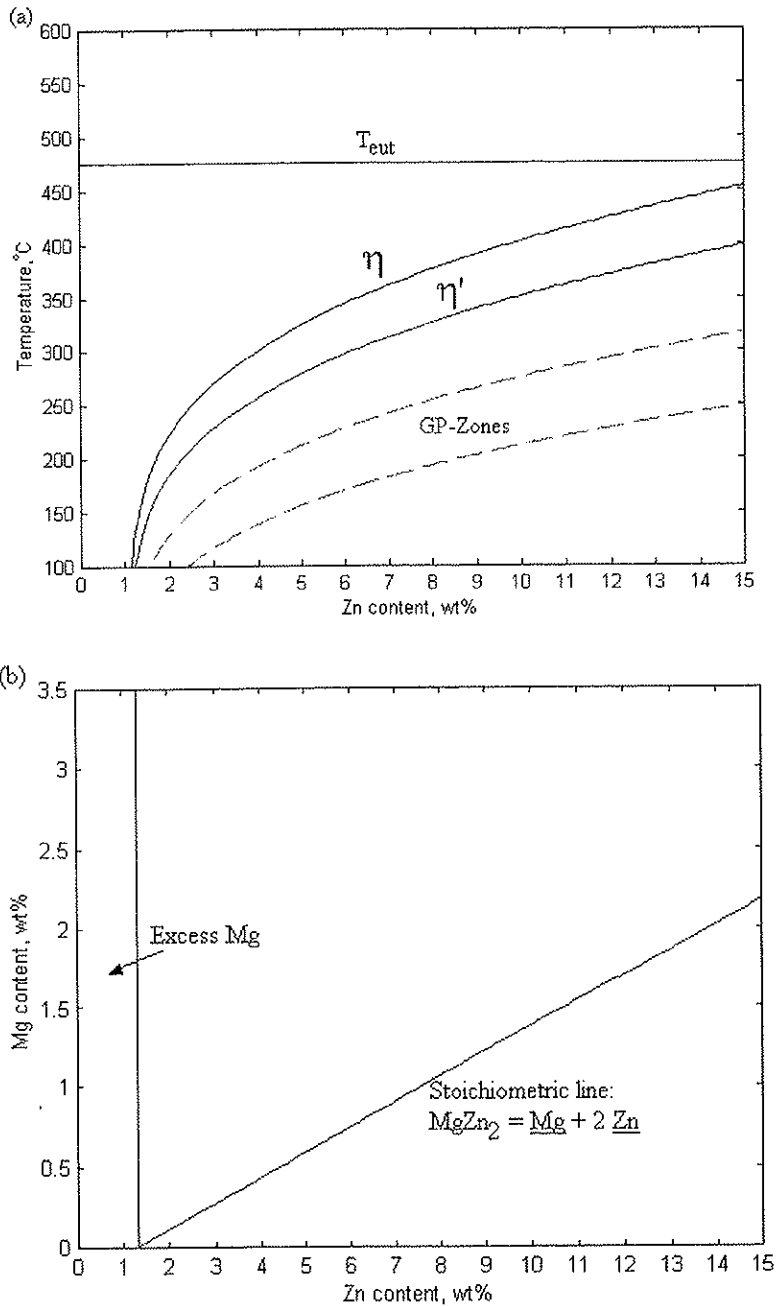 (a)
600
550
500
450
400
350
300
250
200
150
100
Temperature,°C
T_eut
η
η'
GP-Zones
0 1 2 3 4 5 6 7 8 9 10 11 12 13 14 15
Zn content, wt%
(b)
3.5
3
2.5
2
1.5
1
0.5
0
Mg content, wt%
Excess Mg
Stoichiometric line:
MgZn₂ = Mg + 2 Zn
0 1 2 3 4 5 6 7 8 9 10 11 12 13 14 15
Zn content, wt%